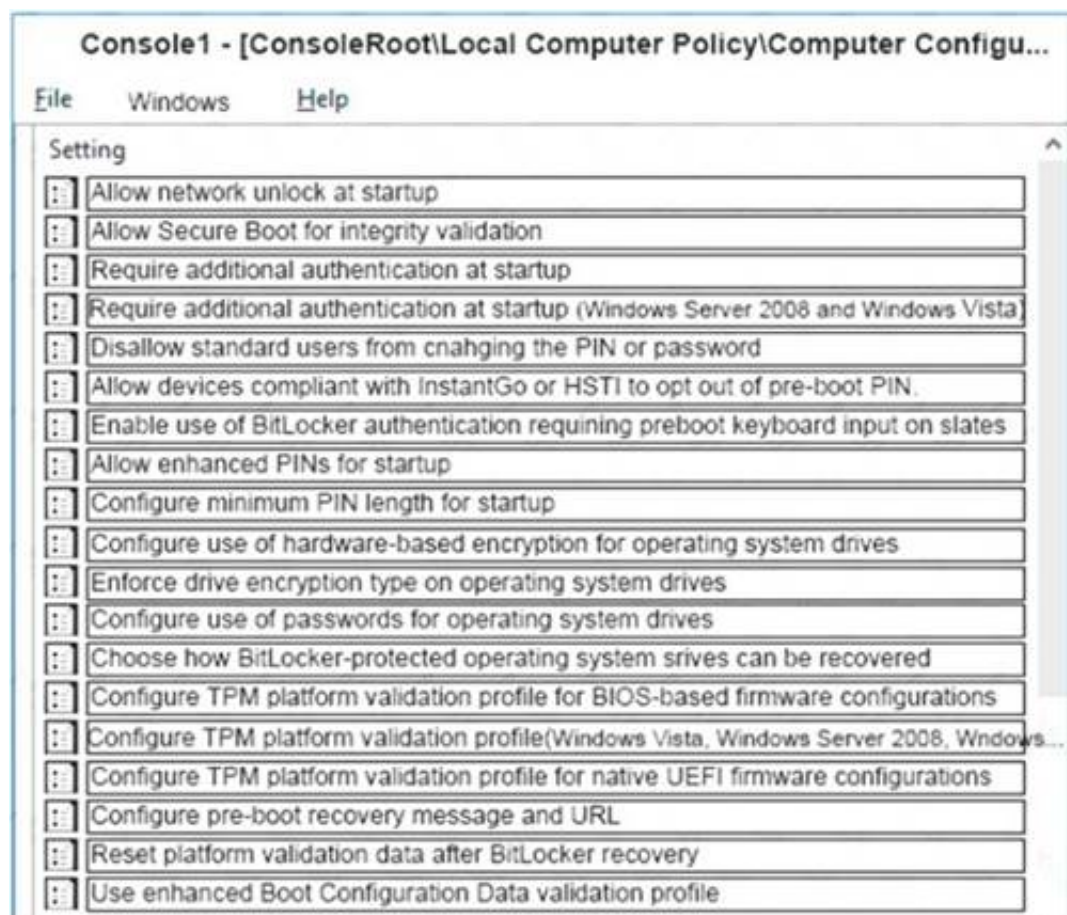 Console1 - [ConsoleRoot\Local Computer Policy\Computer Configu...
File Windows Help
Setting
Allow network unlock at startup
Allow Secure Boot for integrity validation
Require additional authentication at startup
Require additional authentication at startup (Windows Server 2008 and Windows Vista)
Disallow standard users from cnahging the PIN or password
Allow devices compliant with InstantGo or HSTI to opt out of pre-boot PIN.
Enable use of BitLocker authentication requining preboot keyboard input on slates
Allow enhanced PINs for startup
Configure minimum PIN length for startup
Configure use of hardware-based encryption for operating system drives
Enforce drive encryption type on operating system drives
Configure use of passwords for operating system drives
Choose how BitLocker-protected operating system srives can be recovered
Configure TPM platform validation profile for BIOS-based firmware configurations
Configure TPM platform validation profile(Windows Vista, Windows Server 2008, Wndows...
Configure TPM platform validation profile for native UEFI firmware configurations
Configure pre-boot recovery message and URL
Reset platform validation data after BitLocker recovery
Use enhanced Boot Configuration Data validation profile